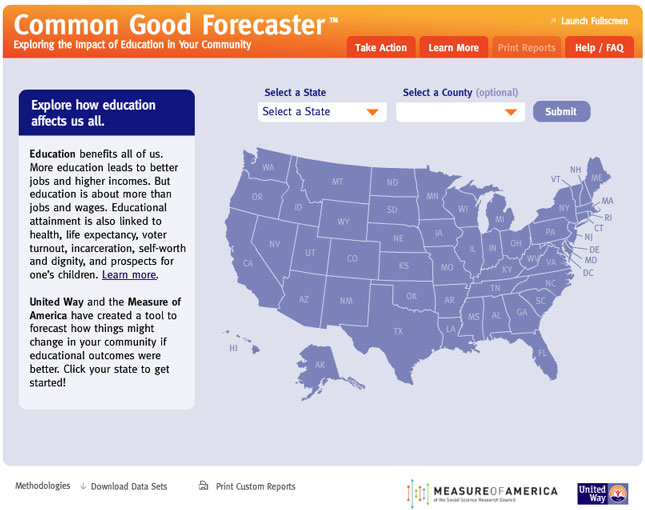 Common Good Forecaster™
Exploring the Impact of Education in Your Community
Launch Fullscreen
Take Action
Learn More
Print Reports
Help / FAQ
Explore how education
affects us all.
Education benefits all of us.
More education leads to better
jobs and higher incomes. But
education is about more than
jobs and wages. Educational
attainment is also linked to
health, life expectancy, voter
turnout, incarceration, self-worth
and dignity, and prospects for
one's children. Learn more.
United Way and the Measure of
America have created a tool to
forecast how things might
change in your community if
educational outcomes were
better. Click your state to get
started!
Select a State
Select a County (optional)
Select a State
Submit
WA
OR
CA
ID
NV
MT
WY
UT
AZ
CO
NM
ND
SD
NE
KS
OK
TX
MN
IA
MO
AR
LA
WI
IL
MI
IN
OH
KY
TN
MS
AL
GA
FL
SC
NC
VA
WV
PA
NY
VT
NH
ME
MA
RI
CT
NJ
DE
MD
DC
HI
AK
Methodologies
Download Data Sets
Print Custom Reports
MEASURE OF AMERICA
of the Social Science Research Council
United
Way